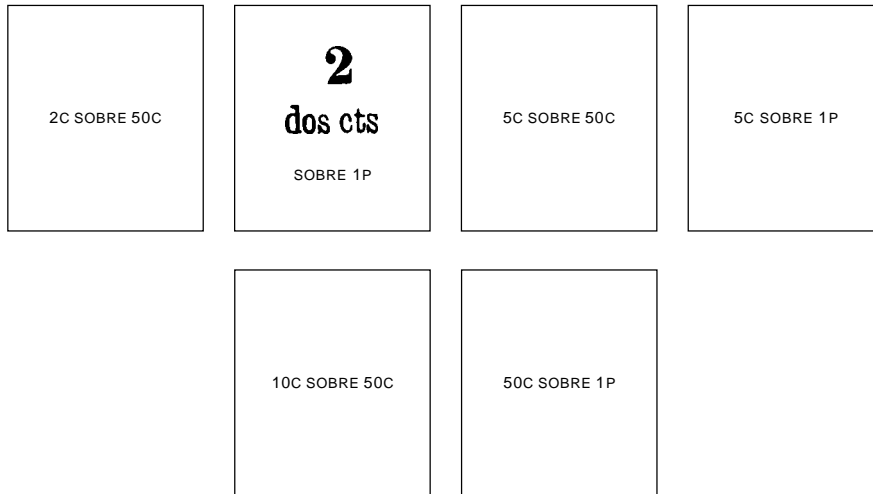 2C SOBRE 50C
2
dos cts
SOBRE 1P
5C SOBRE 50C
5C SOBRE 1P
10C SOBRE 50C
50C SOBRE 1P